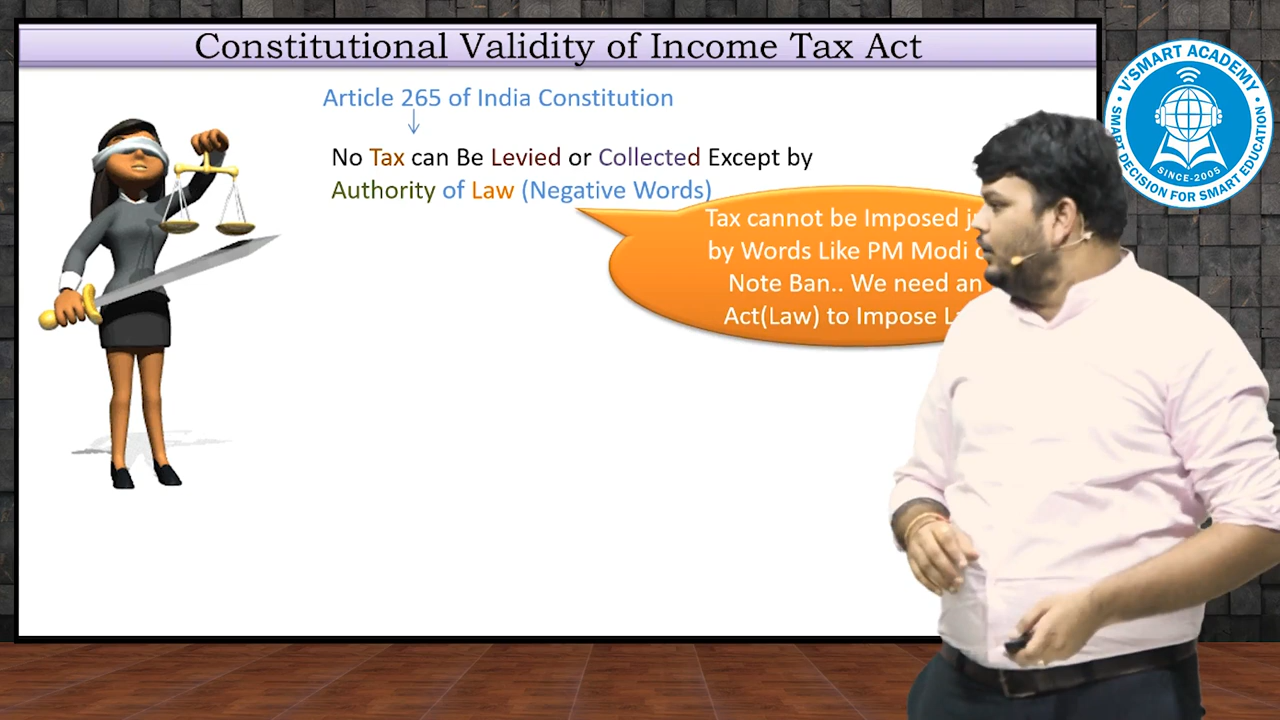 Constitutional Validity of Income Tax Act
Article 265 of India Constitution
No Tax can Be Levied or Collected Except by
Authority of Law (Negative Words)
Tax cannot be Imposed
by Words Like PM Modi
Note Ban.. We need an
Act(Law) to Impose
V'SMART ACADEMY
SMART DECISION FOR SMART EDUCATION
SINCE-2005